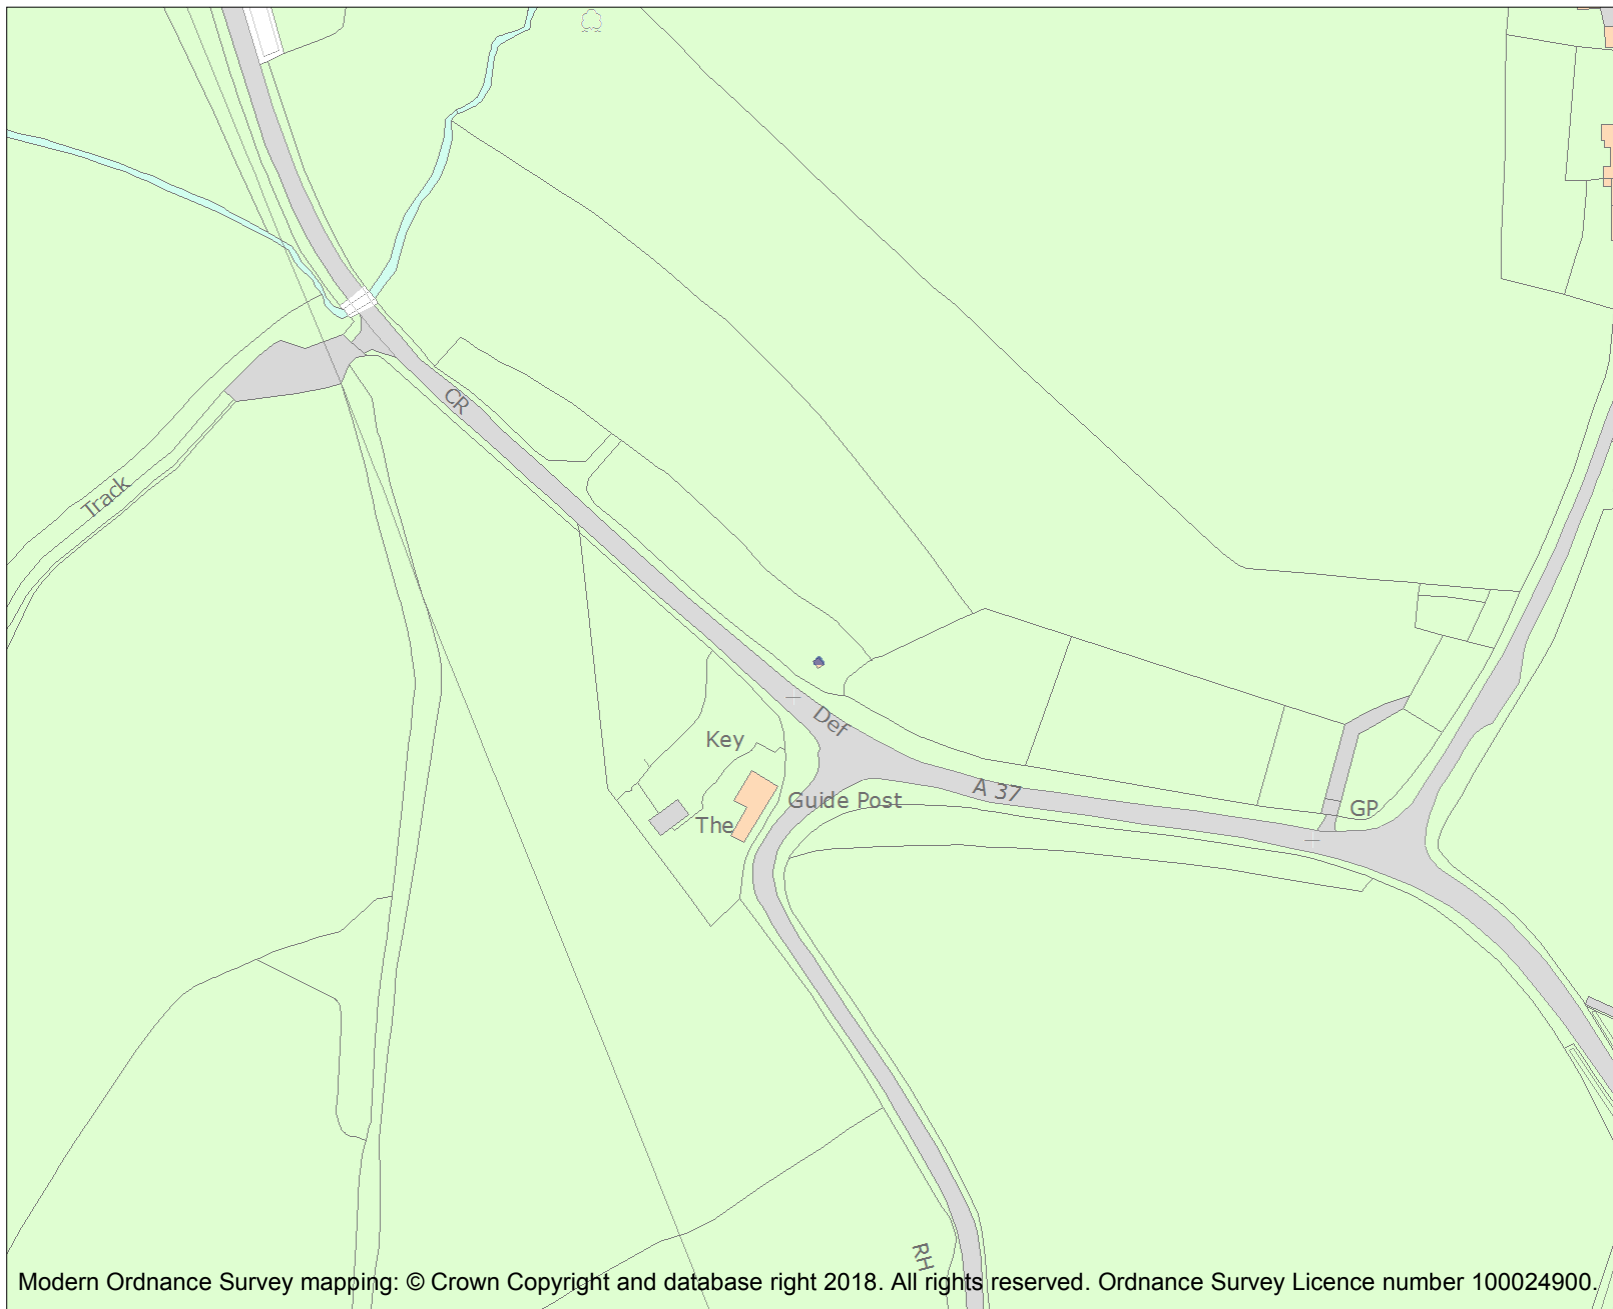 CR
Track
Def
Key
A 37
Guide Post
GP
The
RH
Modern Ordnance Survey mapping: © Crown Copyright and database right 2018. All rights reserved. Ordnance Survey Licence number 100024900.